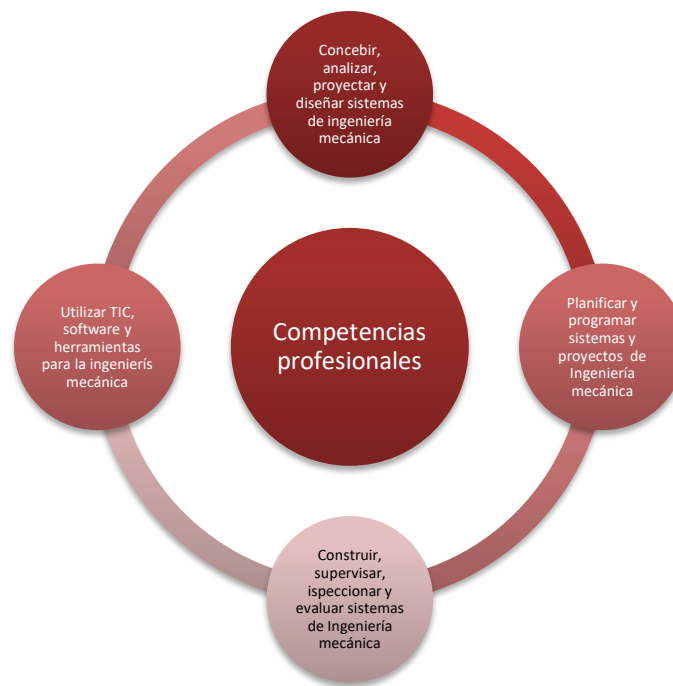 Concebir,
analizar,
proyectar y
diseñar sistemas
de ingeniería
mecánica
Utilizar TIC,
software y
herramientas
para la ingenierís
mecánica
Competencias
profesionales
Planificar y
programar
sistemas y
proyectos de
Ingeniería
mecánica
Construir,
supervisar,
ispeccionar y
evaluar sistemas
de Ingeniería
mecánica